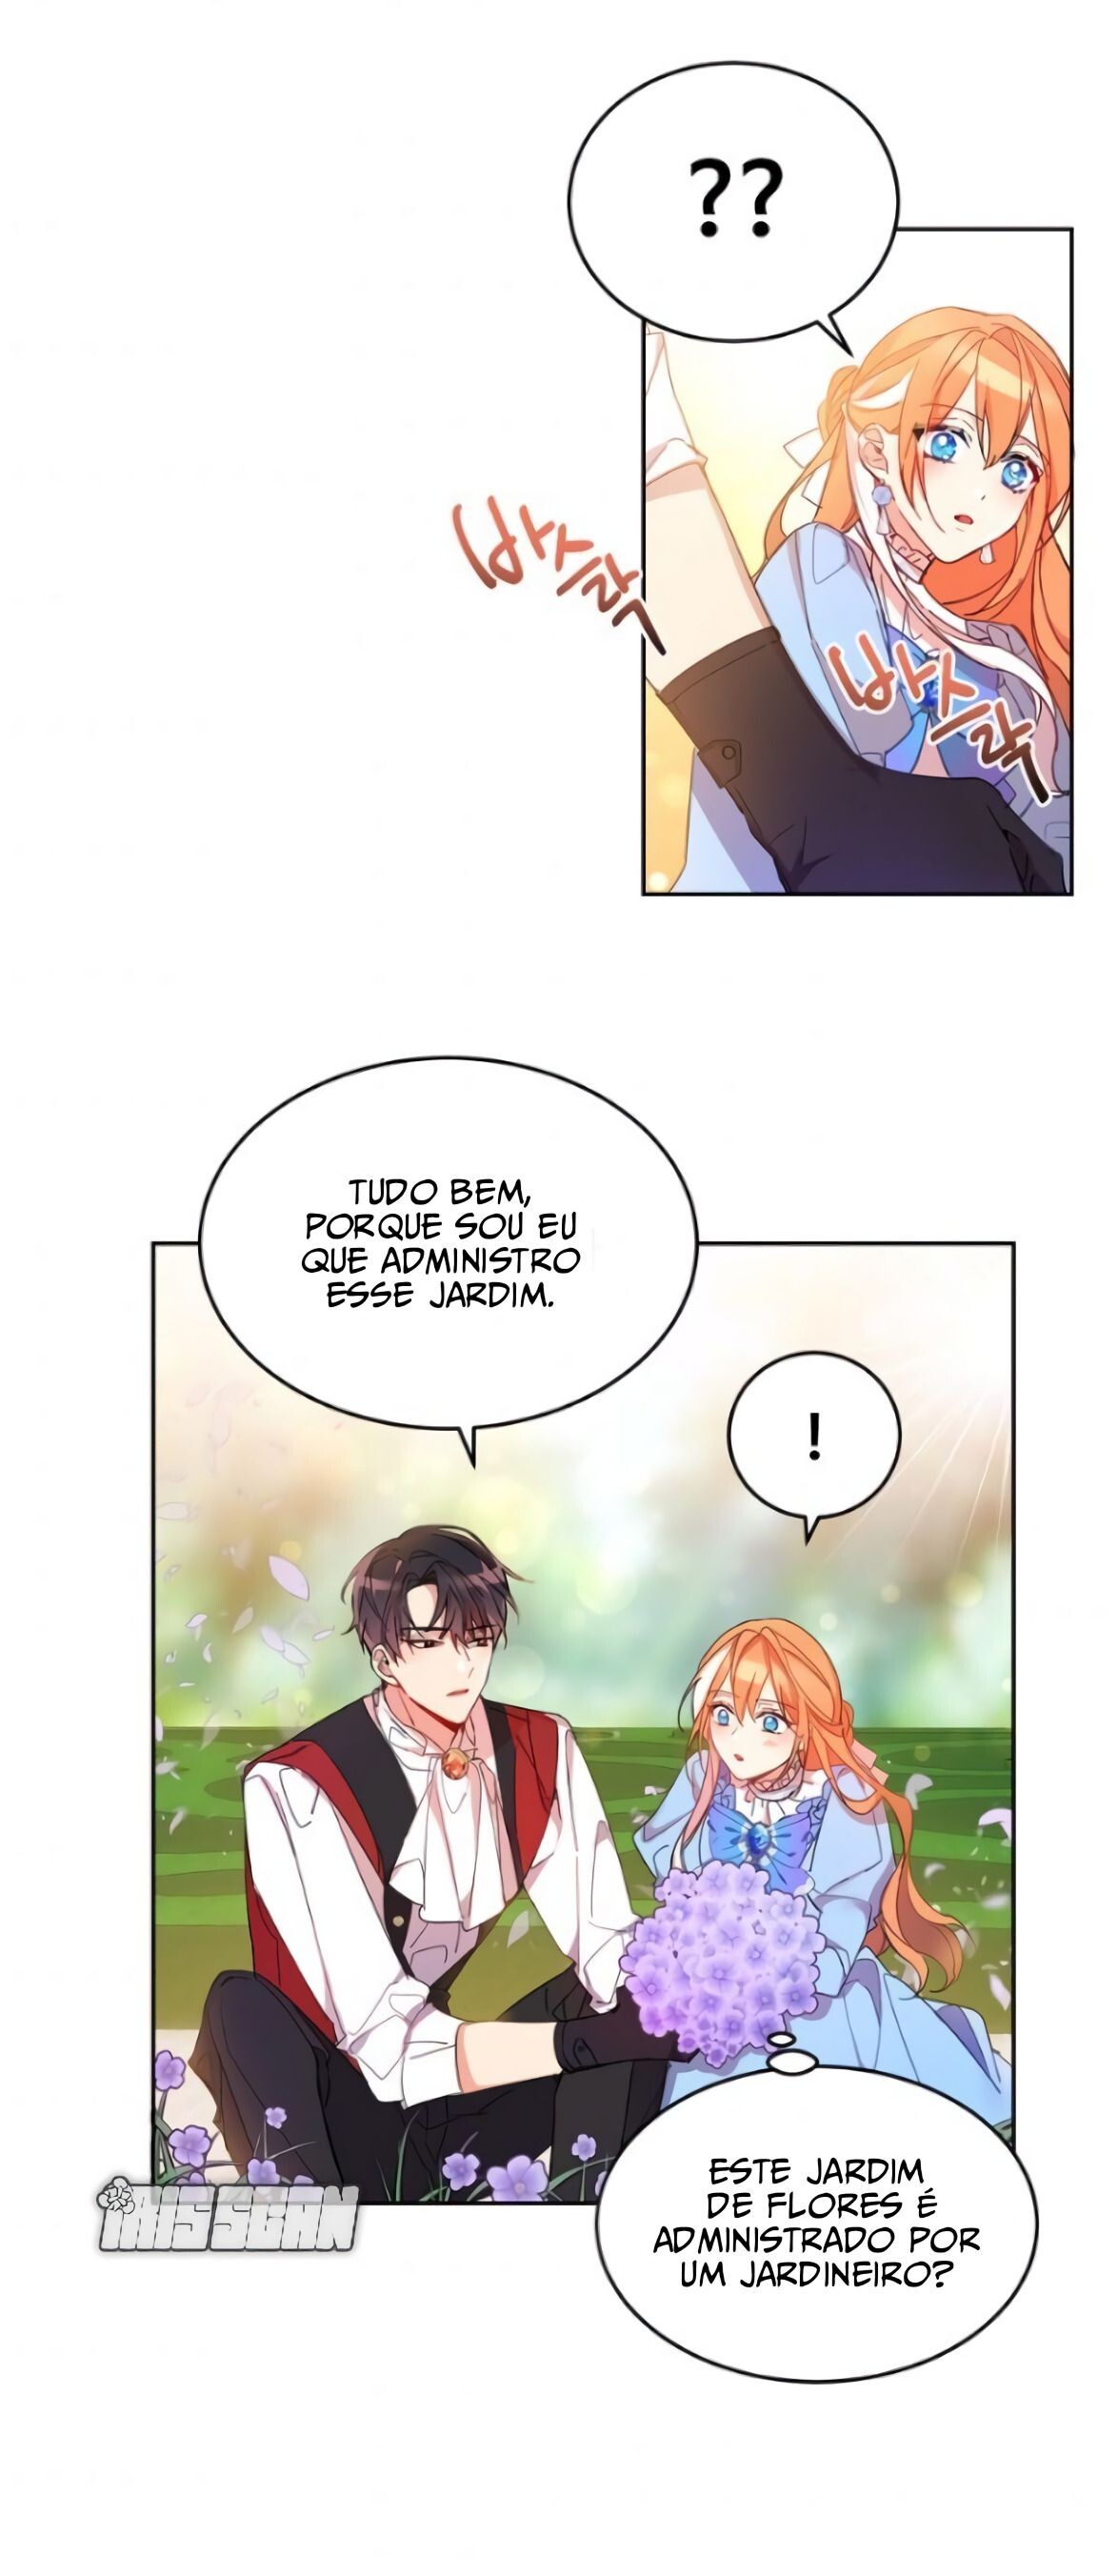 ??
바스락
바스락
TUDO BEM,
PORQUE SOU EU
QUE ADMINISTRO
ESSE JARDIM.
!
ESTE JARDIM
DE FLORES É
ADMINISTRADO POR
UM JARDINEIRO?
IRISSCAN